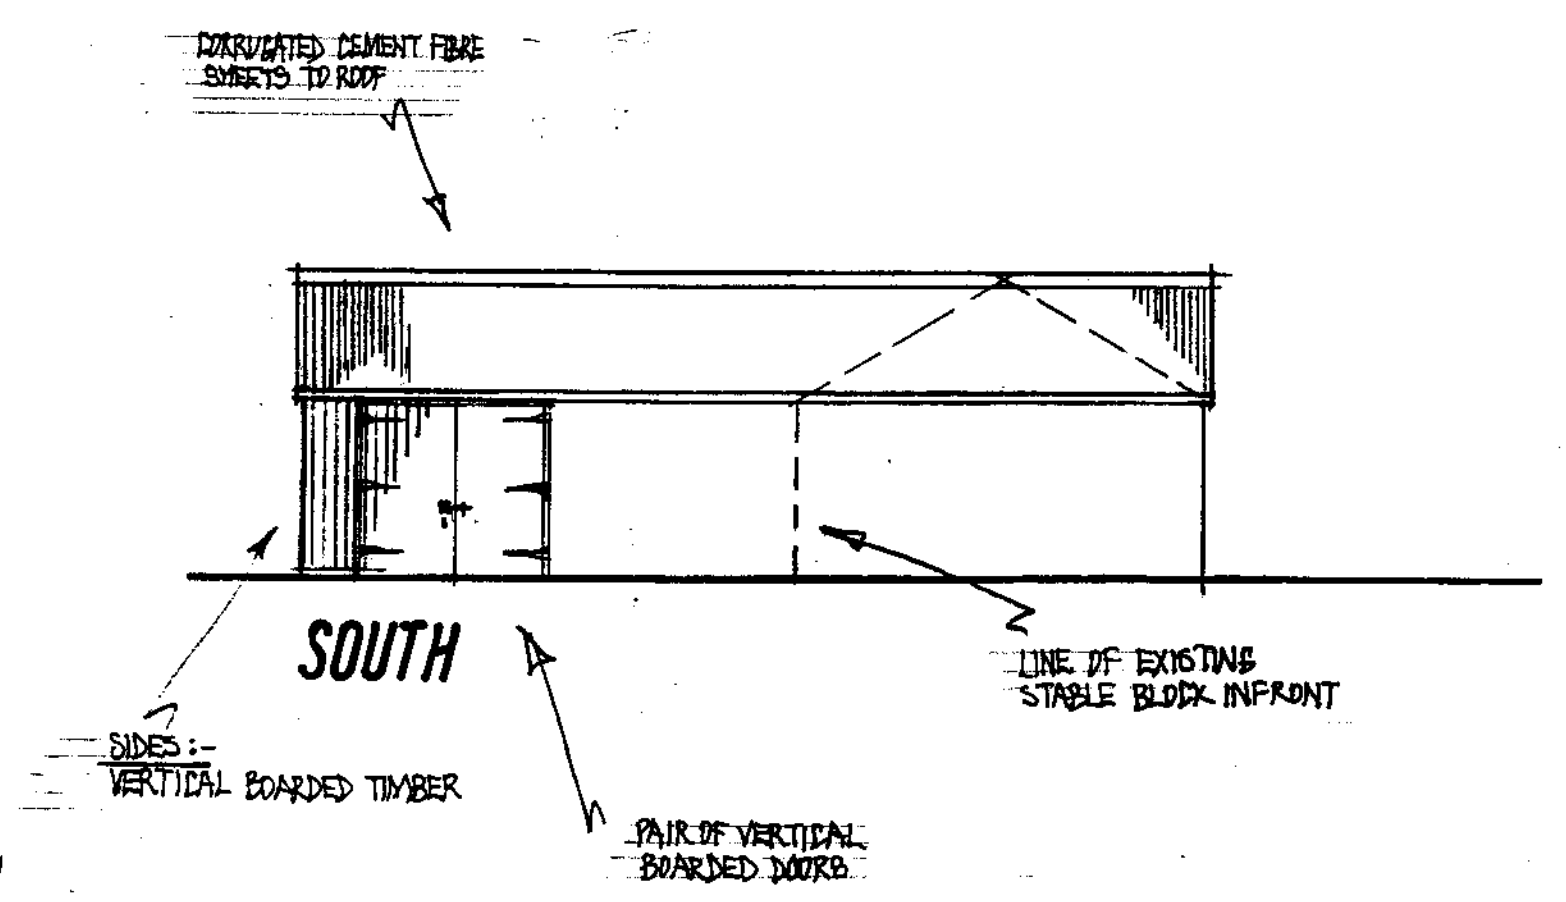 CORRUGATED CEMENT FIBRE
SHEETS TO ROOF
SOUTH
LINE OF EXISTING
STABLE BLOCK INFRONT
SIDES :-
VERTICAL BOARDED TIMBER
PAIR OF VERTICAL
BOARDED DOORS